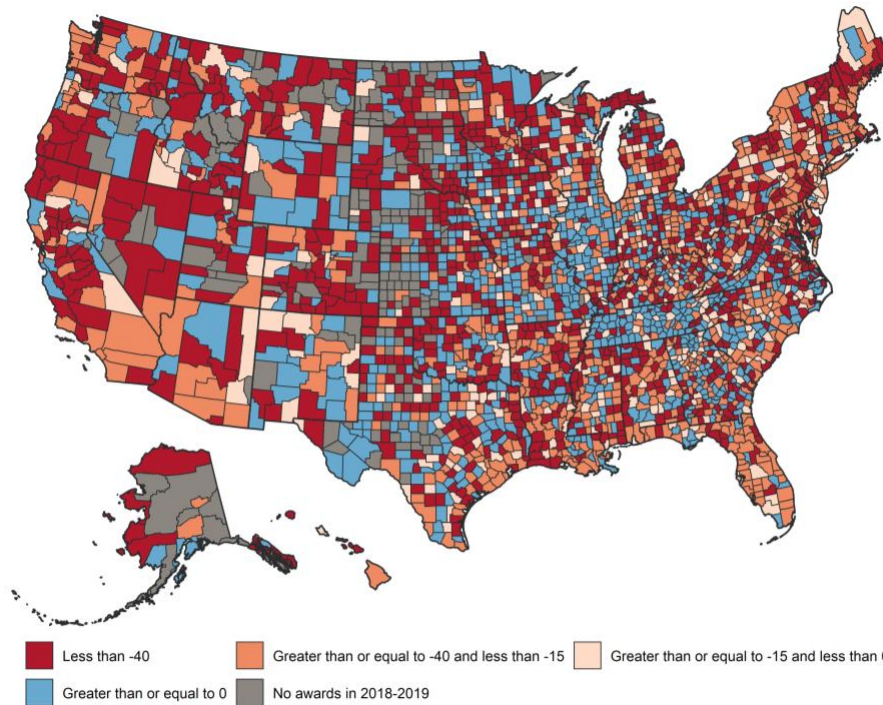 Less than -40
Greater than or equal to -40 and less than -15
Greater than or equal to -15 and less than
Greater than or equal to 0
No awards in 2018-2019